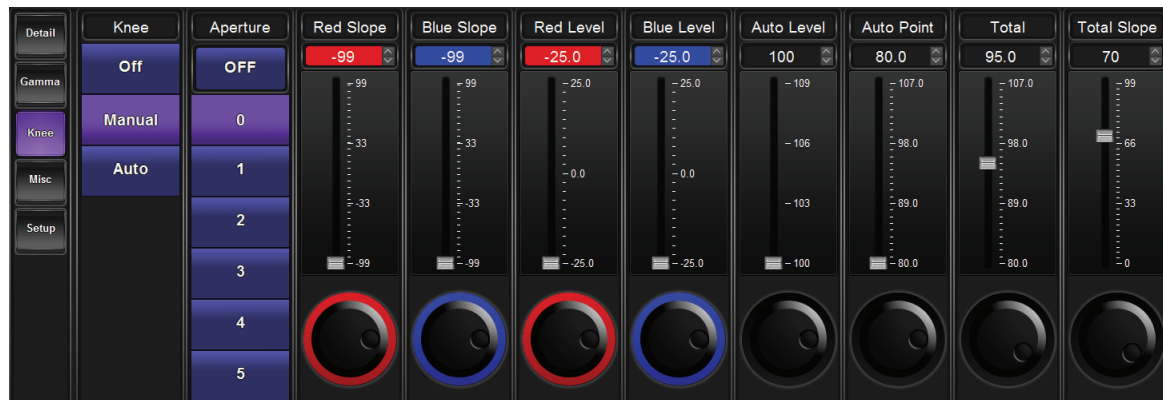 Detail
Gamma
Knee
Misc
Setup
Knee
Off
Manual
Auto
Aperture
OFF
0
1
2
3
4
5
Red Slope
-99
99
33
-33
-99
Blue Slope
-99
99
33
-33
-99
Red Level
-25.0
25.0
0.0
-25.0
Blue Level
-25.0
25.0
0.0
-25.0
Auto Level
100
109
106
103
100
Auto Point
80.0
107.0
98.0
89.0
80.0
Total
95.0
107.0
98.0
89.0
80.0
Total Slope
70
99
66
33
0